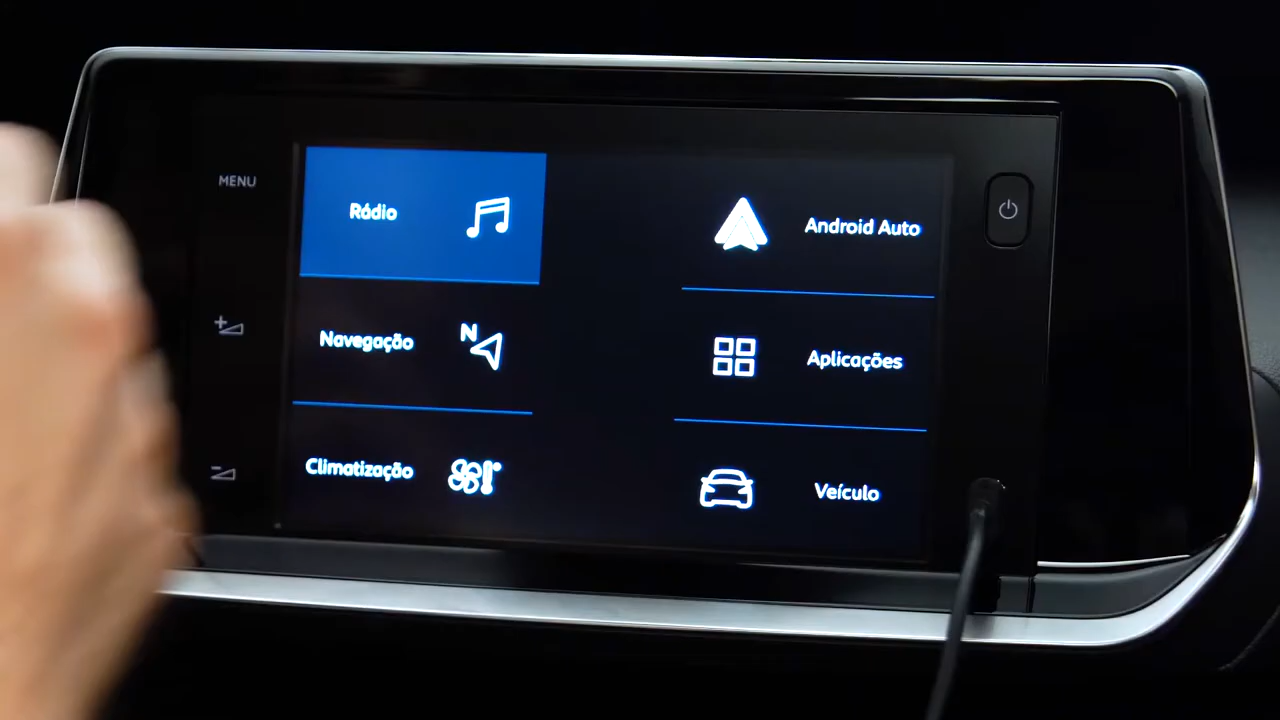 MENU
Rádio
Android Auto
N
Navegação
Aplicações
Climatização
Veículo